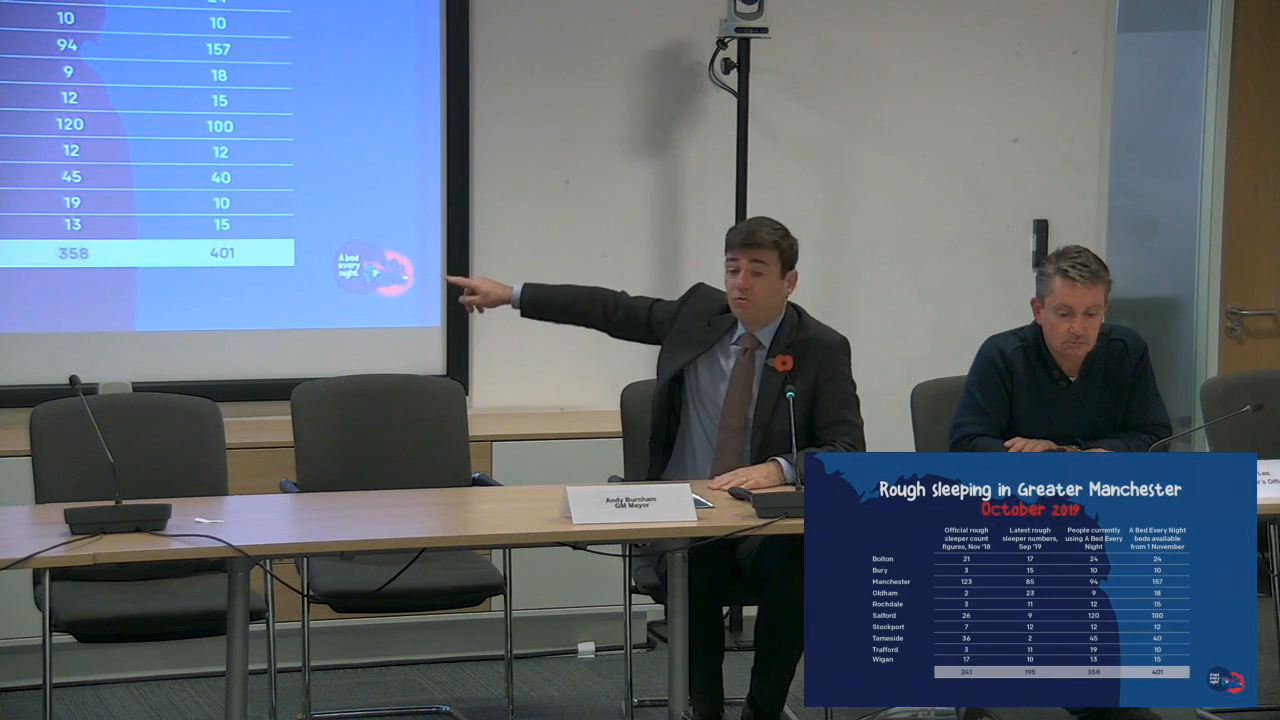 24
10 10
94 157
9 18
12 15
120 100
12 12
45 40
19 10
13 15
358 401
A bed
every
night.
Andy Burnham
GM Mayor
Lee,
's Offi
Rough sleeping in Greater Manchester
October 2019
Official rough sleeper count figures, Nov '18 Latest rough sleeper numbers, Sep '19 People currently using A Bed Every Night A Bed Every Night beds available from 1 November
Bolton 21 17 24 24
Bury 3 15 10 10
Manchester 123 85 94 157
Oldham 2 23 9 18
Rochdale 3 11 12 15
Salford 26 9 120 100
Stockport 7 12 12 12
Tameside 36 2 45 40
Trafford 3 11 19 10
Wigan 17 10 13 15
241 195 358 401
A bed
every
night.